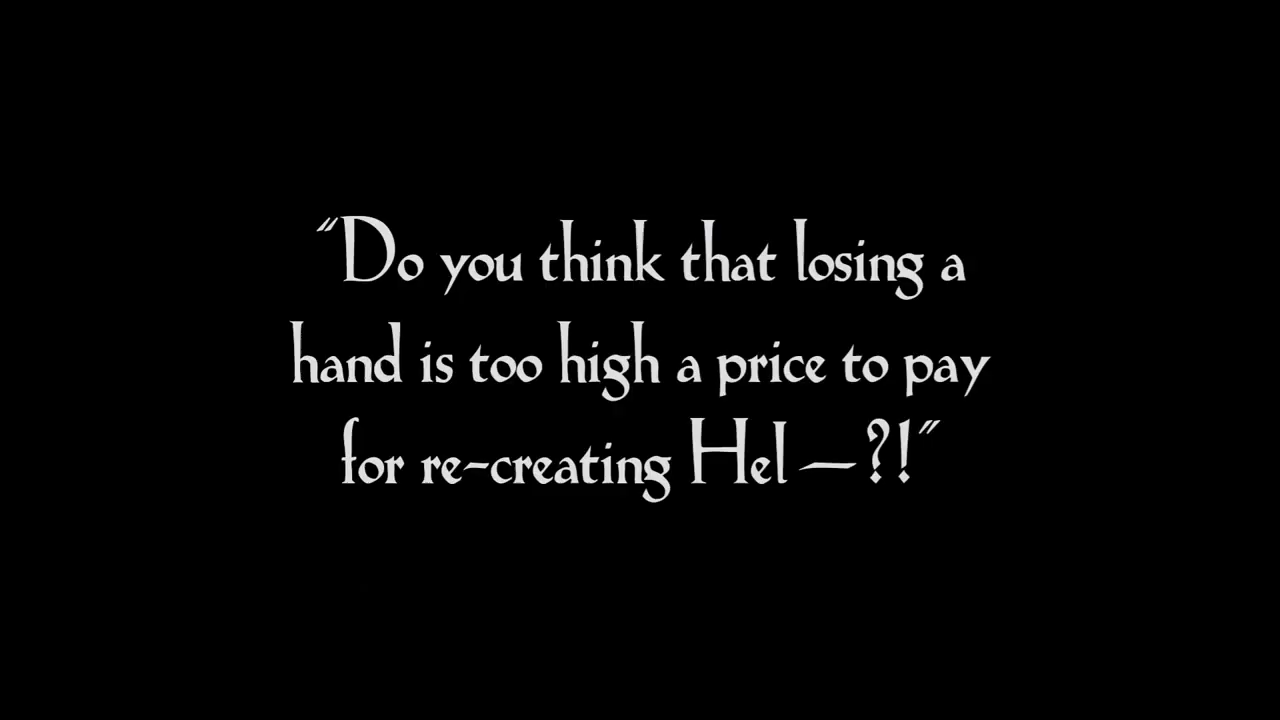 "Do you think that losing a
hand is too high a price to pay
for re-creating Hel —?!"